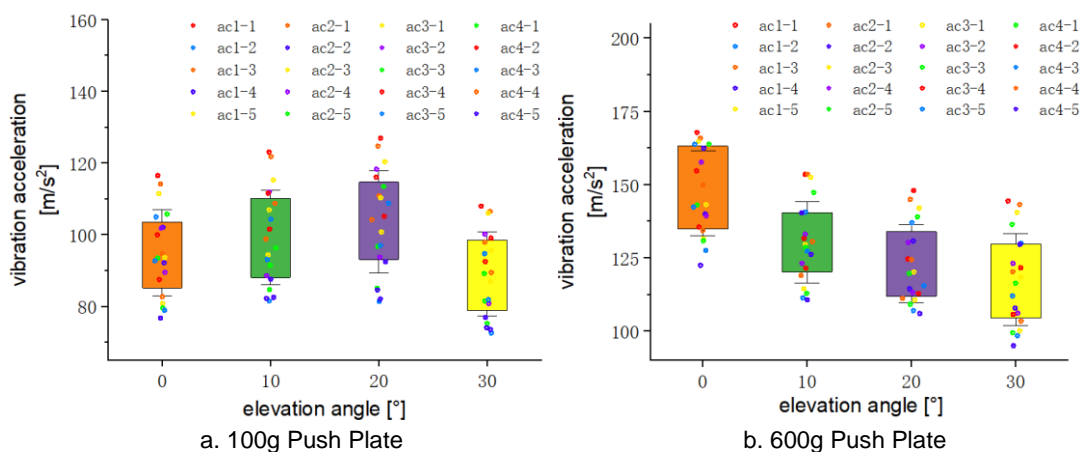 160
140
120
100
80
vibration acceleration
[m/s²]
ac1-1 ac2-1 ac3-1 ac4-1
ac1-2 ac2-2 ac3-2 ac4-2
ac1-3 ac2-3 ac3-3 ac4-3
ac1-4 ac2-4 ac3-4 ac4-4
ac1-5 ac2-5 ac3-5 ac4-5
0 10 20 30
elevation angle [°]
a. 100g Push Plate
200
175
150
125
100
vibration acceleration
[m/s²]
ac1-1 ac2-1 ac3-1 ac4-1
ac1-2 ac2-2 ac3-2 ac4-2
ac1-3 ac2-3 ac3-3 ac4-3
ac1-4 ac2-4 ac3-4 ac4-4
ac1-5 ac2-5 ac3-5 ac4-5
0 10 20 30
elevation angle [°]
b. 600g Push Plate